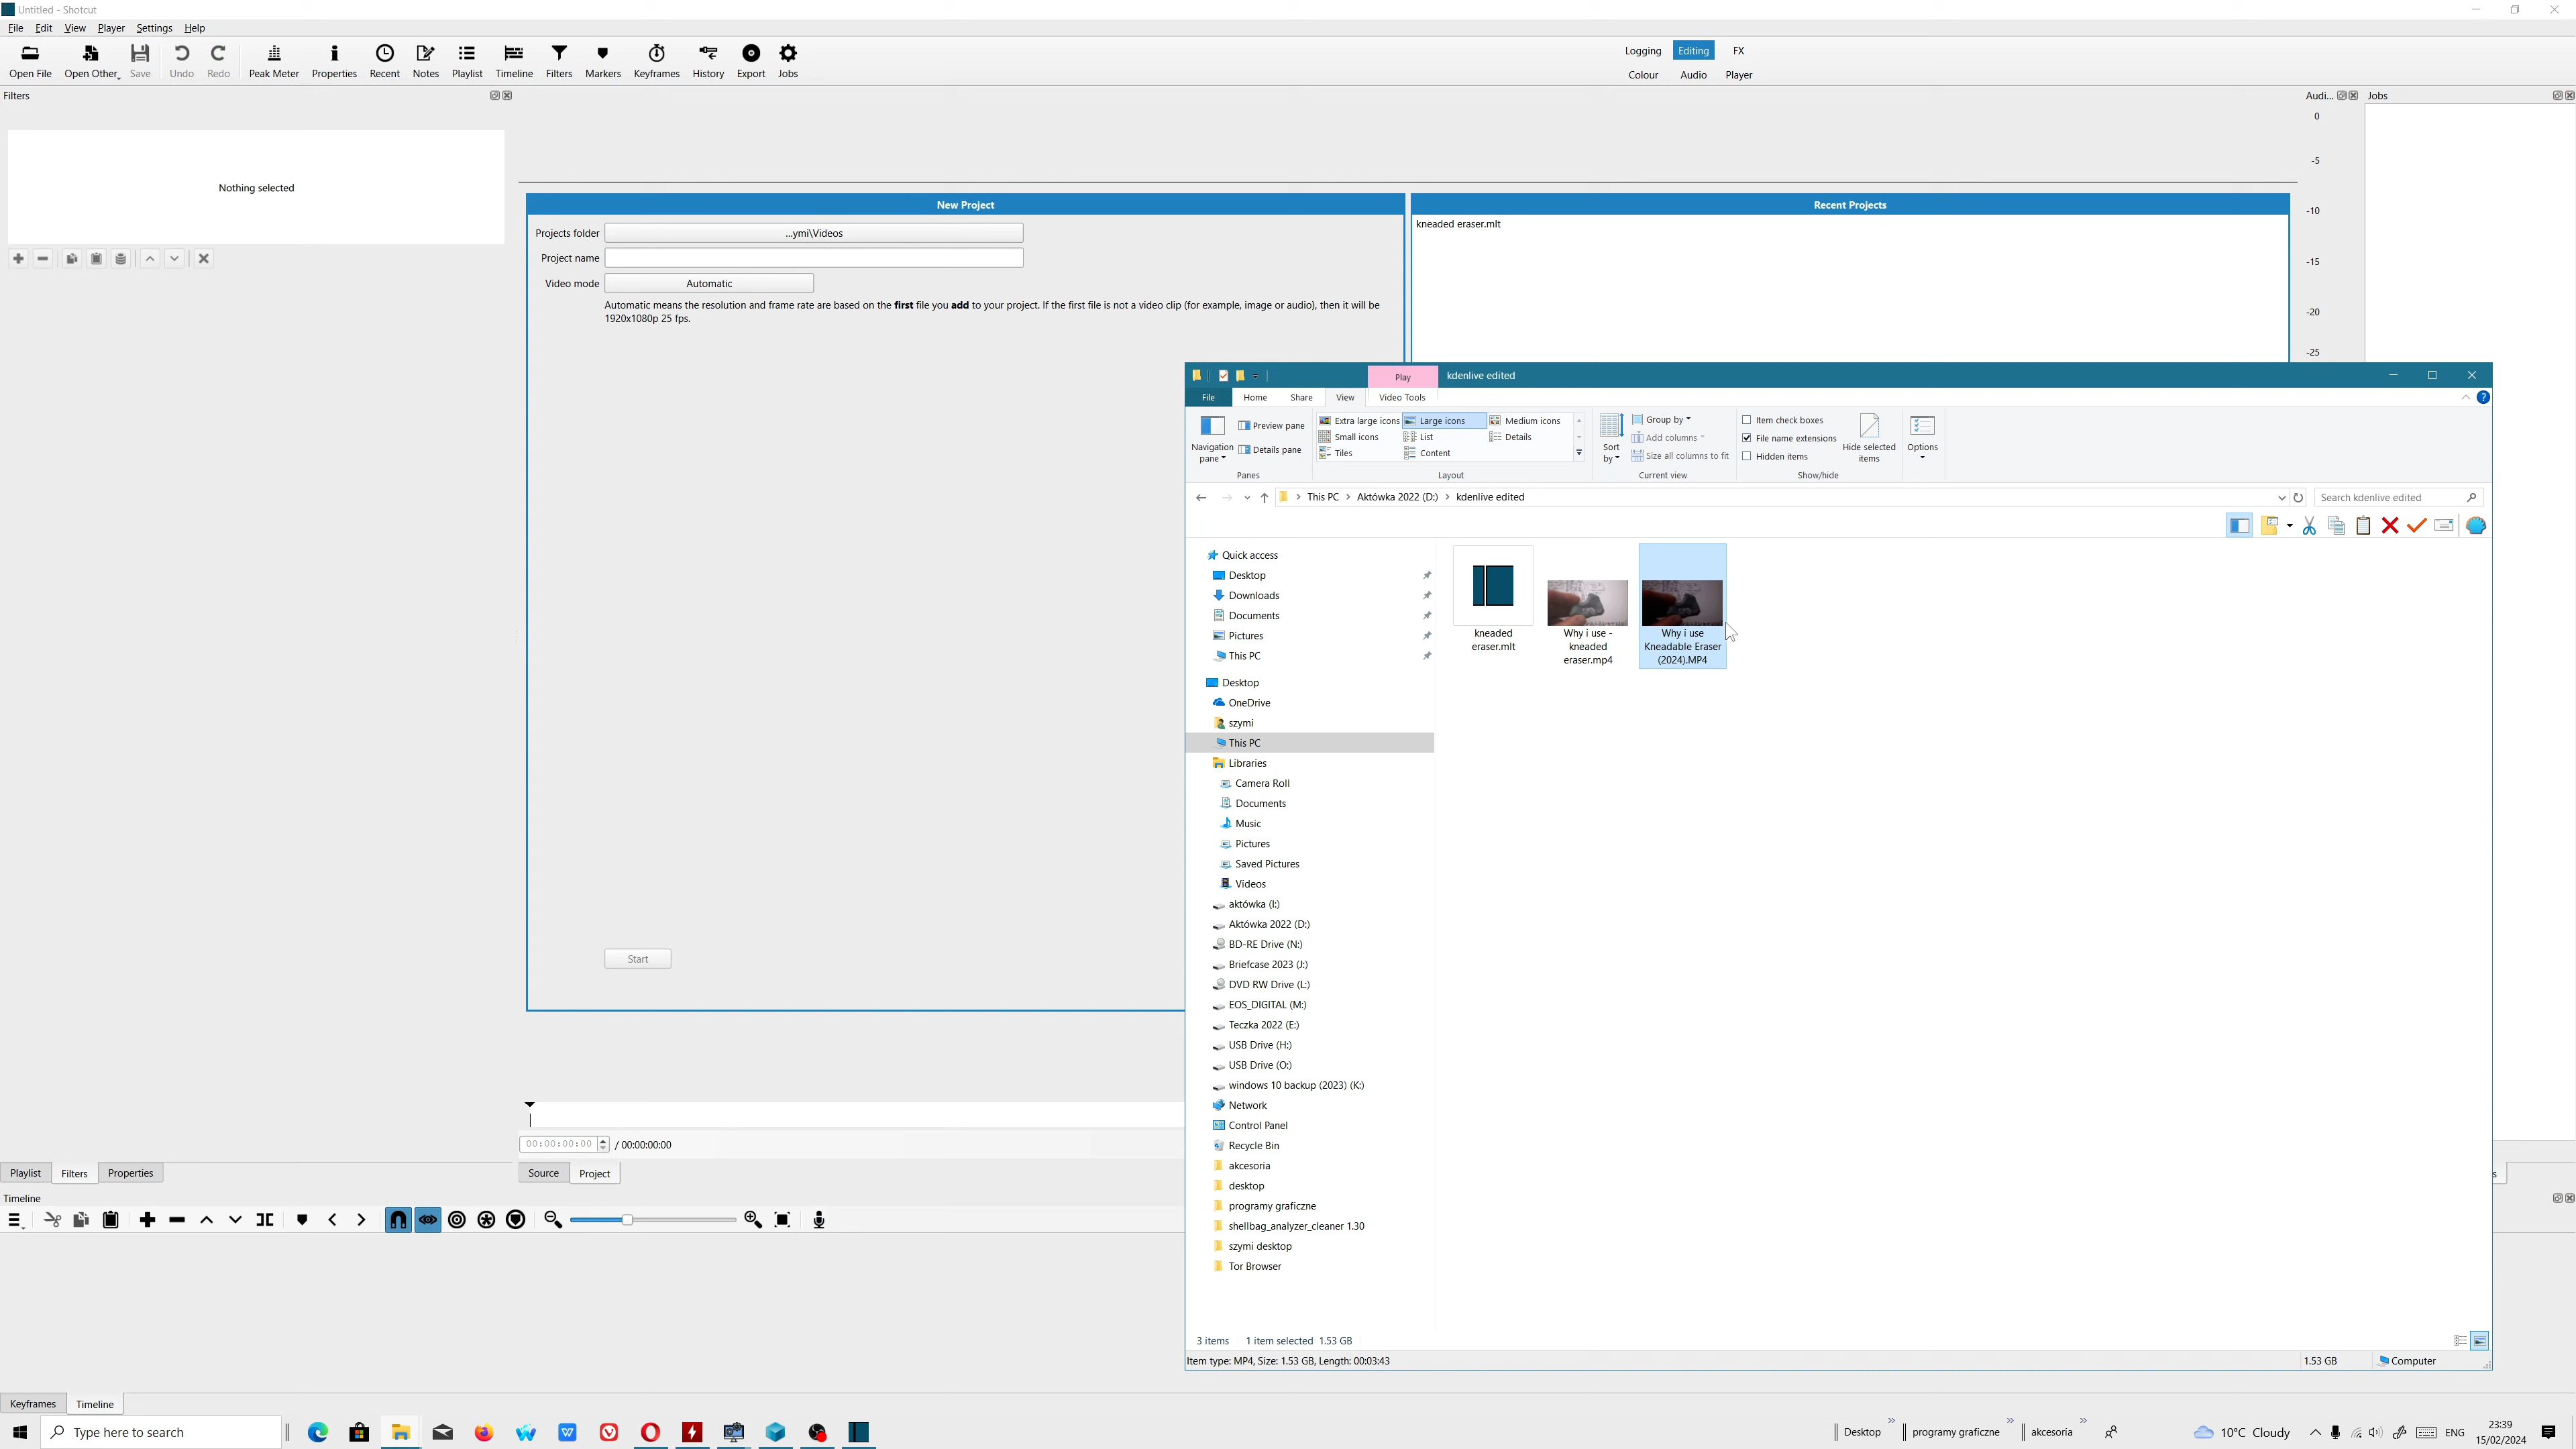 Untitled - Shotcut
File Edit View Player Settings Help
Open File Open Other Save Undo Redo Peak Meter Properties Recent Notes Playlist Timeline Filters Markers Keyframes History Export Jobs
Logging Editing FX
Colour Audio Player
Filters
Audi... Jobs
Nothing selected
0
-5
-10
-15
-20
-25
New Project
Projects folder ...ymi\Videos
Project name
Video mode Automatic
Automatic means the resolution and frame rate are based on the first file you add to your project. If the first file is not a video clip (for example, image or audio), then it will be
1920x1080p 25 fps.
Start
Recent Projects
kneaded eraser.mlt
Play kdenlive edited
File Home Share View Video Tools
Navigation
pane
Preview pane
Details pane
Panes
Extra large icons Large icons Medium icons
Small icons List Details
Tiles Content
Layout
Sort
by
Group by
Add columns
Size all columns to fit
Current view
Item check boxes
File name extensions
Hidden items
Hide selected
items
Show/hide
Options
This PC Aktówka 2022 (D:) kdenlive edited
Search kdenlive edited
Quick access
Desktop
Downloads
Documents
Pictures
This PC
Desktop
OneDrive
szymi
This PC
Libraries
Camera Roll
Documents
Music
Pictures
Saved Pictures
Videos
aktówka (I:)
Aktówka 2022 (D:)
BD-RE Drive (N:)
Briefcase 2023 (J:)
DVD RW Drive (L:)
EOS_DIGITAL (M:)
Teczka 2022 (E:)
USB Drive (H:)
USB Drive (O:)
windows 10 backup (2023) (K:)
Network
Control Panel
Recycle Bin
akcesoria
desktop
programy graficzne
shellbag_analyzer_cleaner 1.30
szymi desktop
Tor Browser
kneaded
eraser.mlt
Why i use -
kneaded
eraser.mp4
Why i use
Kneadable Eraser
(2024).MP4
3 items 1 item selected 1.53 GB
Item type: MP4, Size: 1.53 GB, Length: 00:03:43
1.53 GB Computer
00:00:00:00 / 00:00:00:00
Playlist Filters Properties
Source Project
s
Timeline
Keyframes Timeline
Type here to search
Desktop programy graficzne akcesoria
10°C Cloudy
ENG
23:39
15/02/2024